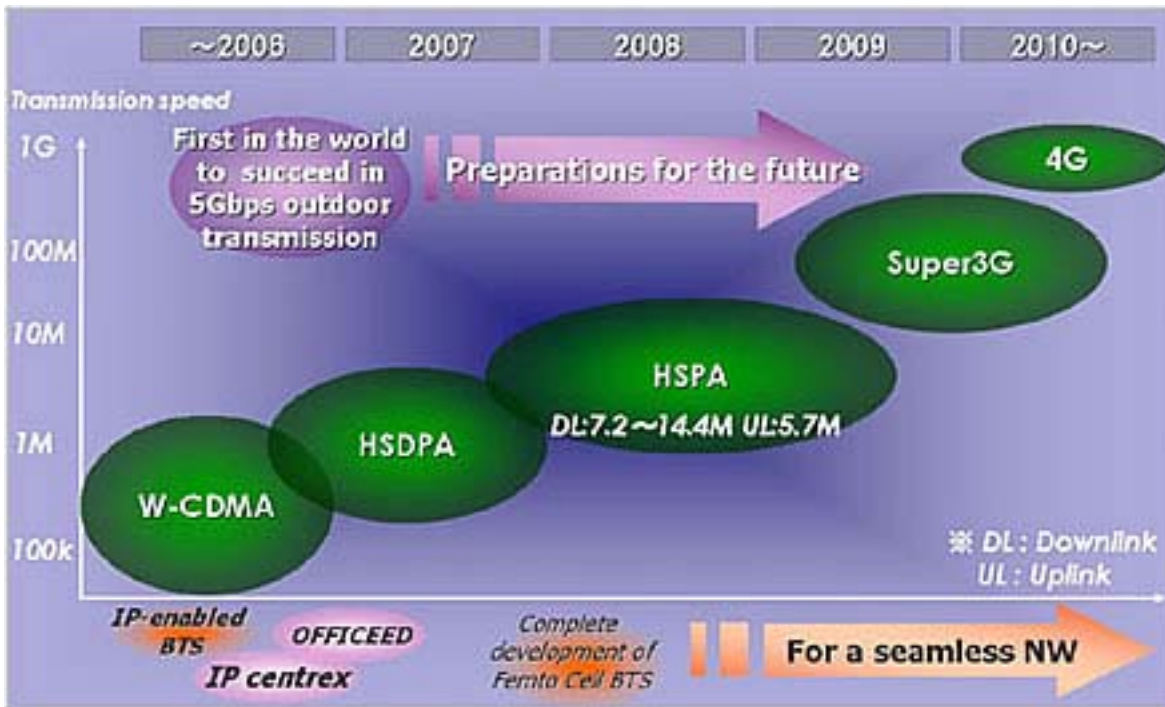 ~2006 2007 2008 2009 2010~
Transmission speed
1G
100M
10M
1M
100k
First in the world
to succeed in
5Gbps outdoor
transmission
Preparations for the future
4G
Super3G
HSPA
DL:7.2~14.4M UL:5.7M
HSDPA
W-CDMA
※ DL : Downlink
UL : Uplink
IP-enabled
BTS
OFFICEED
IP centrex
Complete
development of
Femto Cell BTS
For a seamless NW